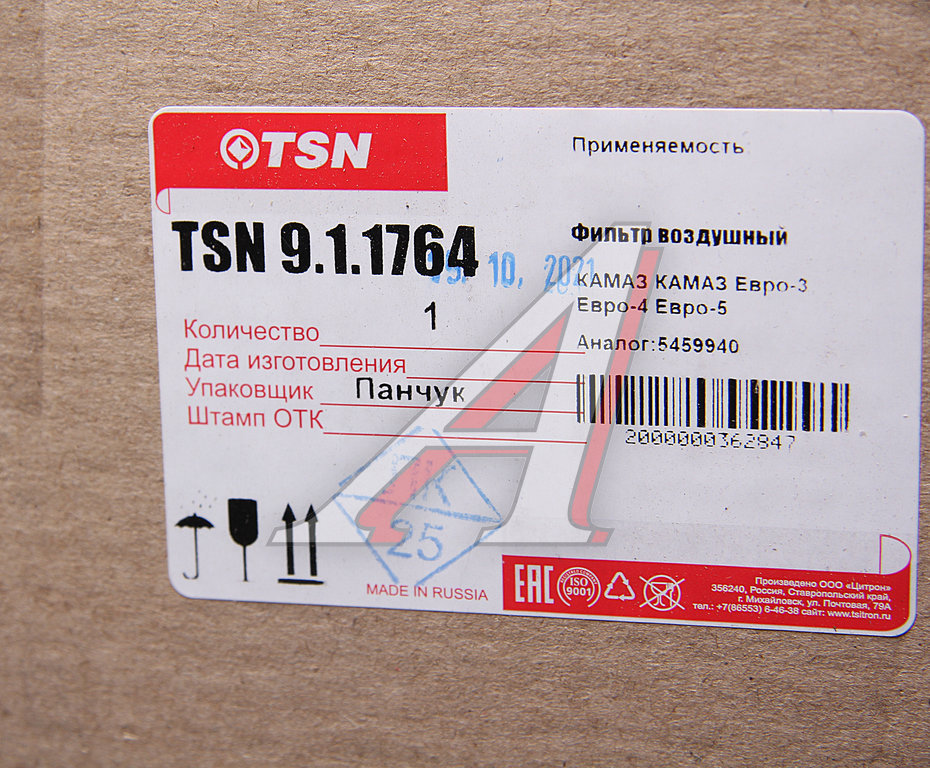 TSN
Применяемость
TSN 9.1.1764
10, 2021
Фильтр воздушный
КАМАЗ КАМАЗ Евро-3
Евро-4 Евро-5
Аналог:5459940
1
Количество
Дата изготовления
Упаковщик Панчук
Штамп ОТК
2000000362847
25
MADE IN RUSSIA
EAC
ISO
9001
Произведено ООО «Цитрон»
356240, Россия, Ставропольский край,
г. Михайловск, ул. Почтовая, 79А
тел.: +7(86553) 6-46-38 сайт: www.tsitron.ru